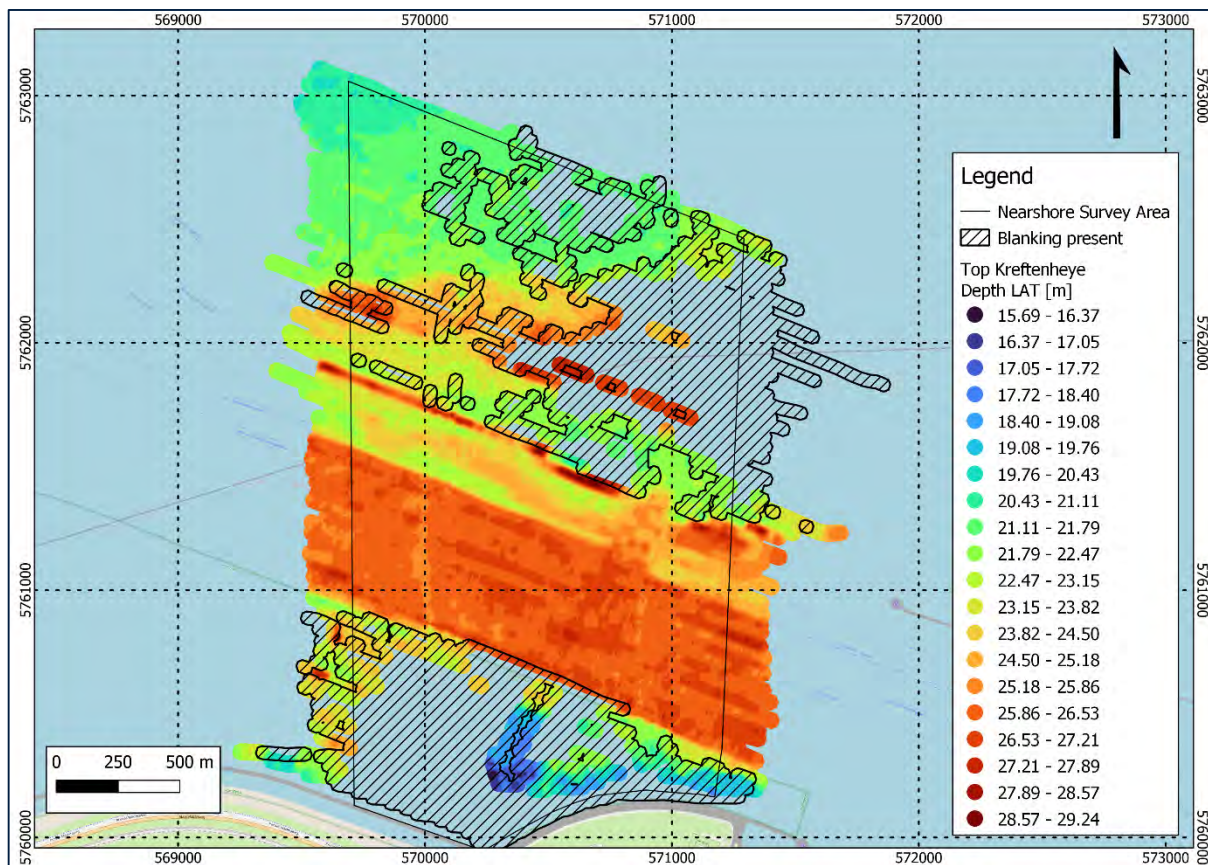 569000 570000 571000 572000 573000
5763000 5763000
5762000 5762000
5761000 5761000
5760000 5760000
Legend
Nearshore Survey Area
Blanking present
Top Kreftenheye
Depth LAT [m]
15.69 - 16.37
16.37 - 17.05
17.05 - 17.72
17.72 - 18.40
18.40 - 19.08
19.08 - 19.76
19.76 - 20.43
20.43 - 21.11
21.11 - 21.79
21.79 - 22.47
22.47 - 23.15
23.15 - 23.82
23.82 - 24.50
24.50 - 25.18
25.18 - 25.86
25.86 - 26.53
26.53 - 27.21
27.21 - 27.89
27.89 - 28.57
28.57 - 29.24
0 250 500 m
569000 570000 571000 572000 573000